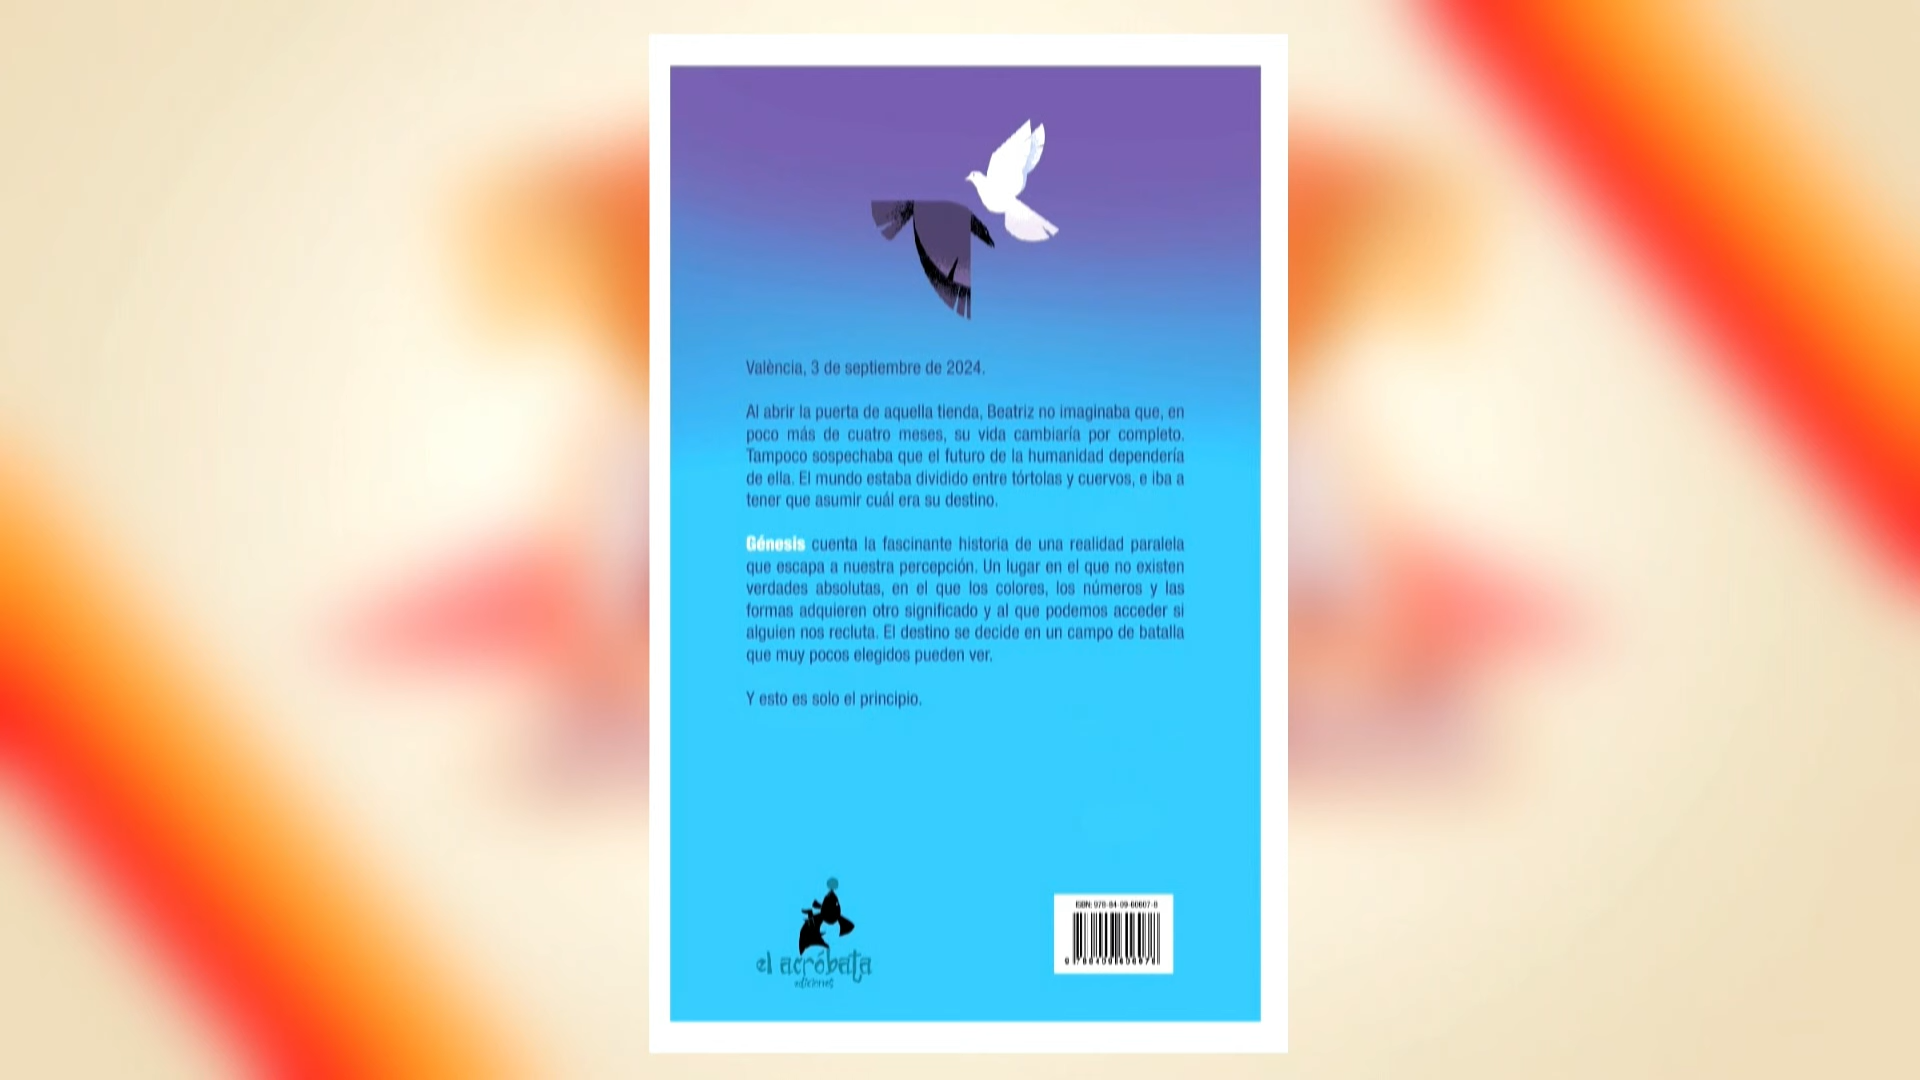 València, 3 de septiembre de 2024.
Al abrir la puerta de aquella tienda, Beatriz no imaginaba que, en
poco más de cuatro meses, su vida cambiaría por completo.
Tampoco sospechaba que el futuro de la humanidad dependería
de ella. El mundo estaba dividido entre tórtolas y cuervos, e iba a
tener que asumir cuál era su destino.
Génesis cuenta la fascinante historia de una realidad paralela
que escapa a nuestra percepción. Un lugar en el que no existen
verdades absolutas, en el que los colores, los números y las
formas adquieren otro significado y al que podemos acceder si
alguien nos recluta. El destino se decide en un campo de batalla
que muy pocos elegidos pueden ver.
Y esto es solo el principio.
el acróbata
ediciones
ISBN: 978-84-09-60607-8